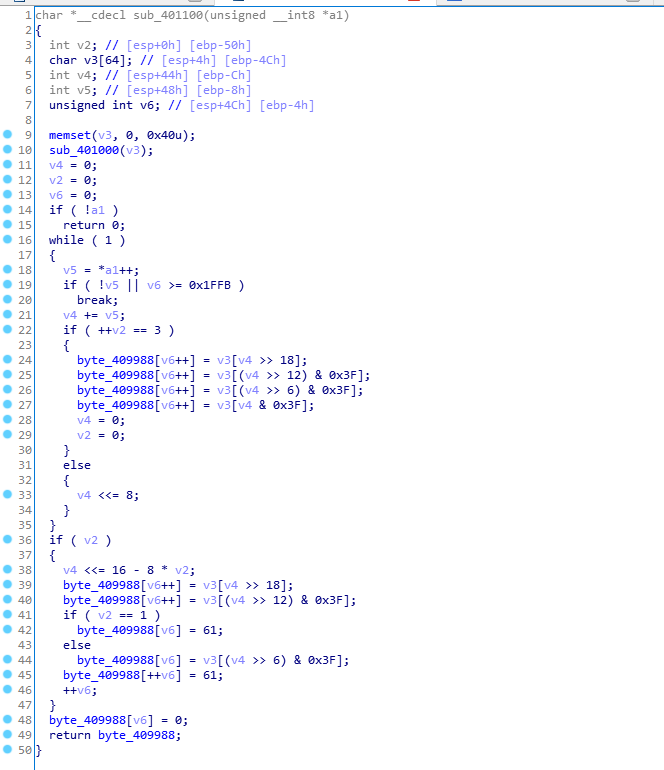 1 char *__cdecl sub_401100(unsigned __int8 *a1)
2 {
3   int v2; // [esp+0h] [ebp-50h]
4   char v3[64]; // [esp+4h] [ebp-4Ch]
5   int v4; // [esp+44h] [ebp-Ch]
6   int v5; // [esp+48h] [ebp-8h]
7   unsigned int v6; // [esp+4Ch] [ebp-4h]
8
9   memset(v3, 0, 0x40u);
10   sub_401000(v3);
11   v4 = 0;
12   v2 = 0;
13   v6 = 0;
14   if ( !a1 )
15     return 0;
16   while ( 1 )
17   {
18     v5 = *a1++;
19     if ( !v5 || v6 >= 0x1FFB )
20       break;
21     v4 += v5;
22     if ( ++v2 == 3 )
23     {
24       byte_409988[v6++] = v3[v4 >> 18];
25       byte_409988[v6++] = v3[(v4 >> 12) & 0x3F];
26       byte_409988[v6++] = v3[(v4 >> 6) & 0x3F];
27       byte_409988[v6++] = v3[v4 & 0x3F];
28       v4 = 0;
29       v2 = 0;
30     }
31     else
32     {
33       v4 <<= 8;
34     }
35   }
36   if ( v2 )
37   {
38     v4 <<= 16 - 8 * v2;
39     byte_409988[v6++] = v3[v4 >> 18];
40     byte_409988[v6++] = v3[(v4 >> 12) & 0x3F];
41     if ( v2 == 1 )
42       byte_409988[v6] = 61;
43     else
44       byte_409988[v6] = v3[(v4 >> 6) & 0x3F];
45     byte_409988[++v6] = 61;
46     ++v6;
47   }
48   byte_409988[v6] = 0;
49   return byte_409988;
50 }